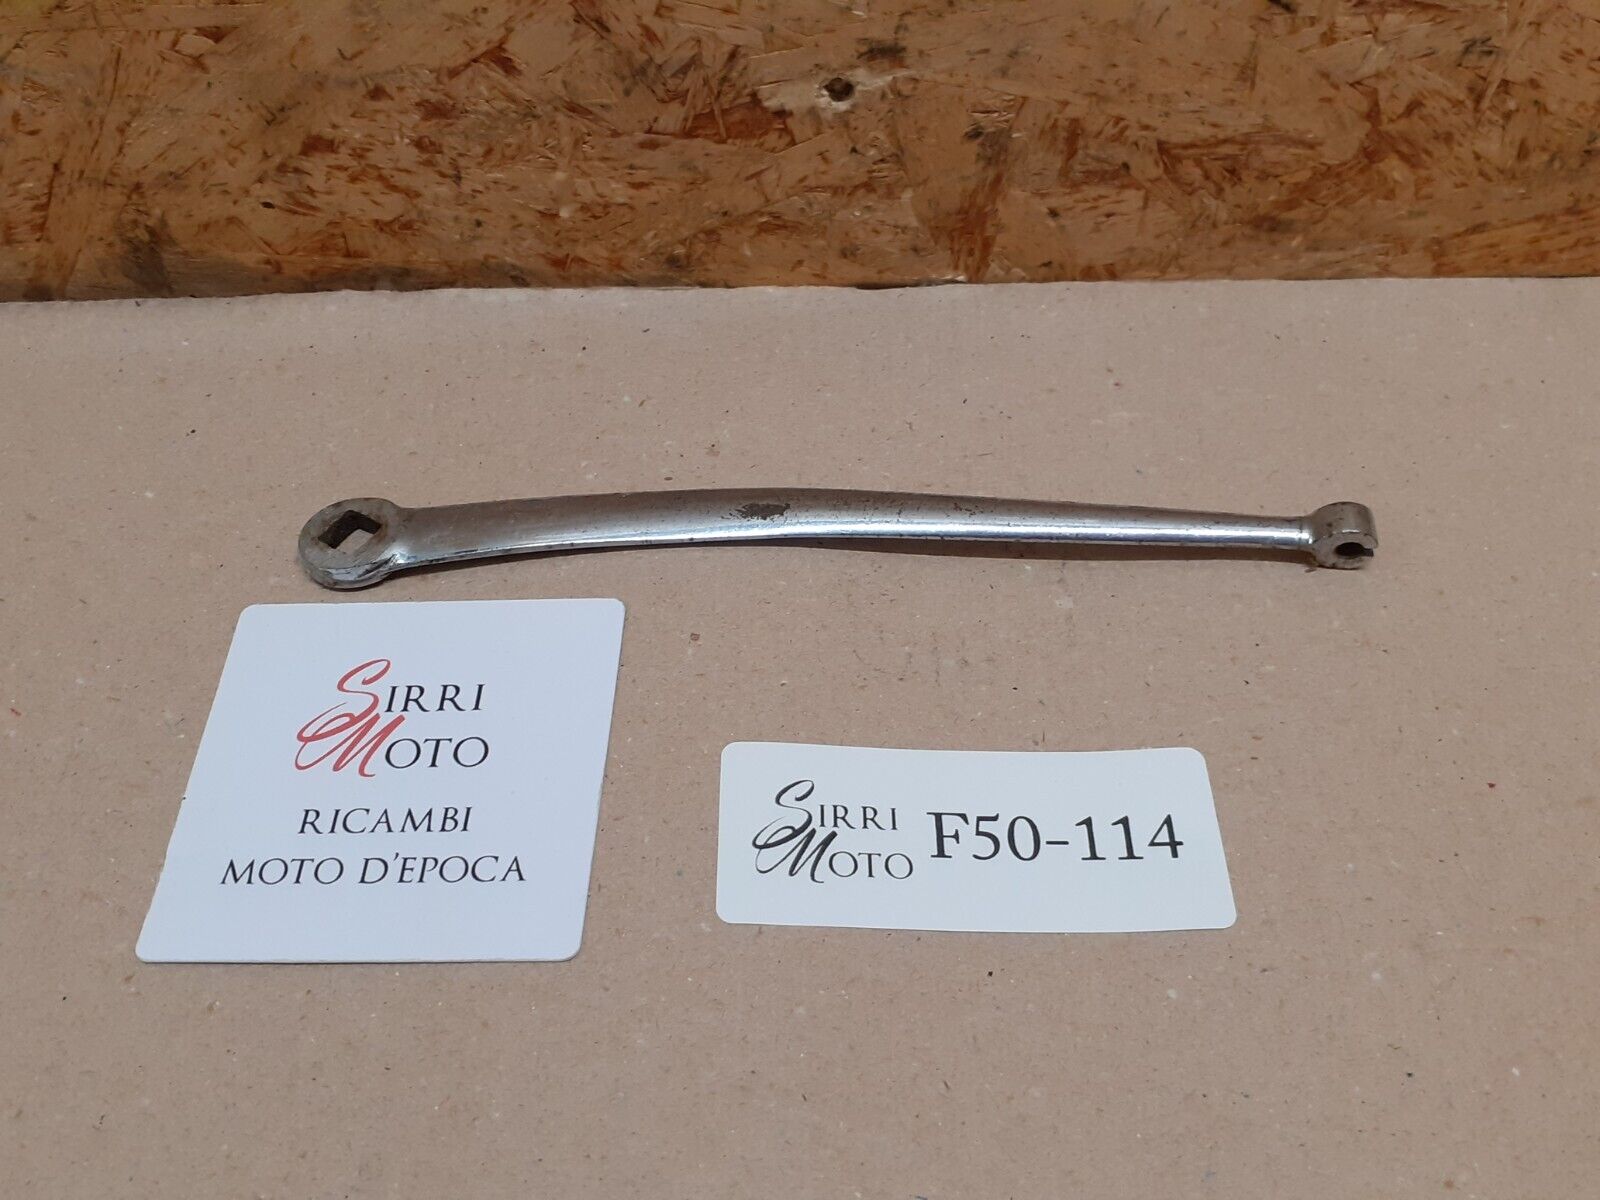 SIRRI
MOTO
RICAMBI
MOTO D'EPOCA
SIRRI
MOTO
F50-114